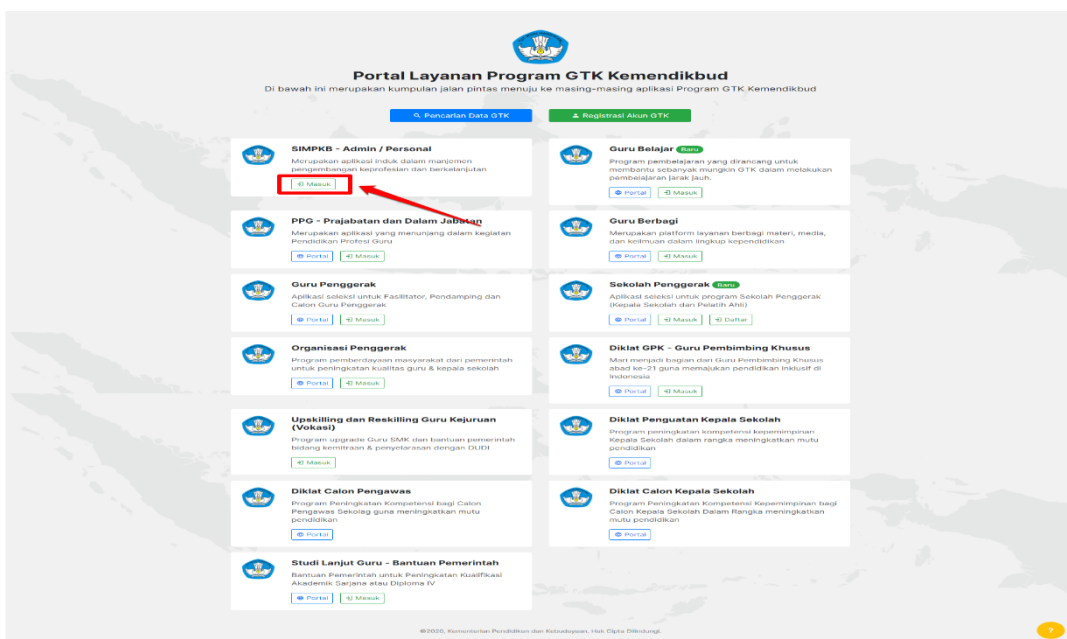 Portal Layanan Program GTK Kemendikbud
Di bawah ini merupakan kumpulan jalan pintas menuju ke masing-masing aplikasi Program GTK Kemendikbud
Pencarian Data GTK
Registrasi Akun GTK
SIMPKB - Admin / Personal
Merupakan aplikasi induk dalam manjemen
pengembangan keprofesian dan berkelanjutan
Masuk
Guru Belajar Baru
Program pembelajaran yang dirancang untuk
membantu sebanyak mungkin GTK dalam melakukan
pembelajaran jarak jauh.
Portal Masuk
PPG - Prajabatan dan Dalam Jabatan
Merupakan aplikasi yang menunjang dalam kegiatan
Pendidikan Profesi Guru
Portal Masuk
Guru Berbagi
Merupakan platform layanan berbagi materi, media,
dan keilmuan dalam lingkup kependidikan
Portal Masuk
Guru Penggerak
Aplikasi seleksi untuk Fasilitator, Pendamping dan
Calon Guru Penggerak
Portal Masuk
Sekolah Penggerak Baru
Aplikasi seleksi untuk program Sekolah Penggerak
(Kepala Sekolah dan Pelatih Ahli)
Portal Masuk Daftar
Organisasi Penggerak
Program pemberdayaan masyarakat dari pemerintah
untuk peningkatan kualitas guru & kepala sekolah
Portal Masuk
Diklat GPK - Guru Pembimbing Khusus
Mari menjadi bagian dari Guru Pembimbing Khusus
abad ke-21 guna memajukan pendidikan inklusif di
Indonesia
Portal Masuk
Upskilling dan Reskilling Guru Kejuruan
(Vokasi)
Program upgrade Guru SMK dan bantuan pemerintah
bidang kemitraan & penyelarasan dengan DUDI
Masuk
Diklat Penguatan Kepala Sekolah
Program peningkatan kompetensi kepemimpinan
Kepala Sekolah dalam rangka meningkatkan mutu
pendidikan
Portal
Diklat Calon Pengawas
Program Peningkatan Kompetensi bagi Calon
Pengawas Sekolag guna meningkatkan mutu
pendidikan
Portal
Diklat Calon Kepala Sekolah
Program Peningkatan Kompetensi Kepemimpinan bagi
Calon Kepala Sekolah Dalam Rangka meningkatkan
mutu pendidikan
Portal
Studi Lanjut Guru - Bantuan Pemerintah
Bantuan Pemerintah untuk Peningkatan Kualifikasi
Akademik Sarjana atau Diploma IV
Portal Masuk
©2020, Kementerian Pendidikan dan Kebudayaan. Hak Cipta Dilindungi.
?